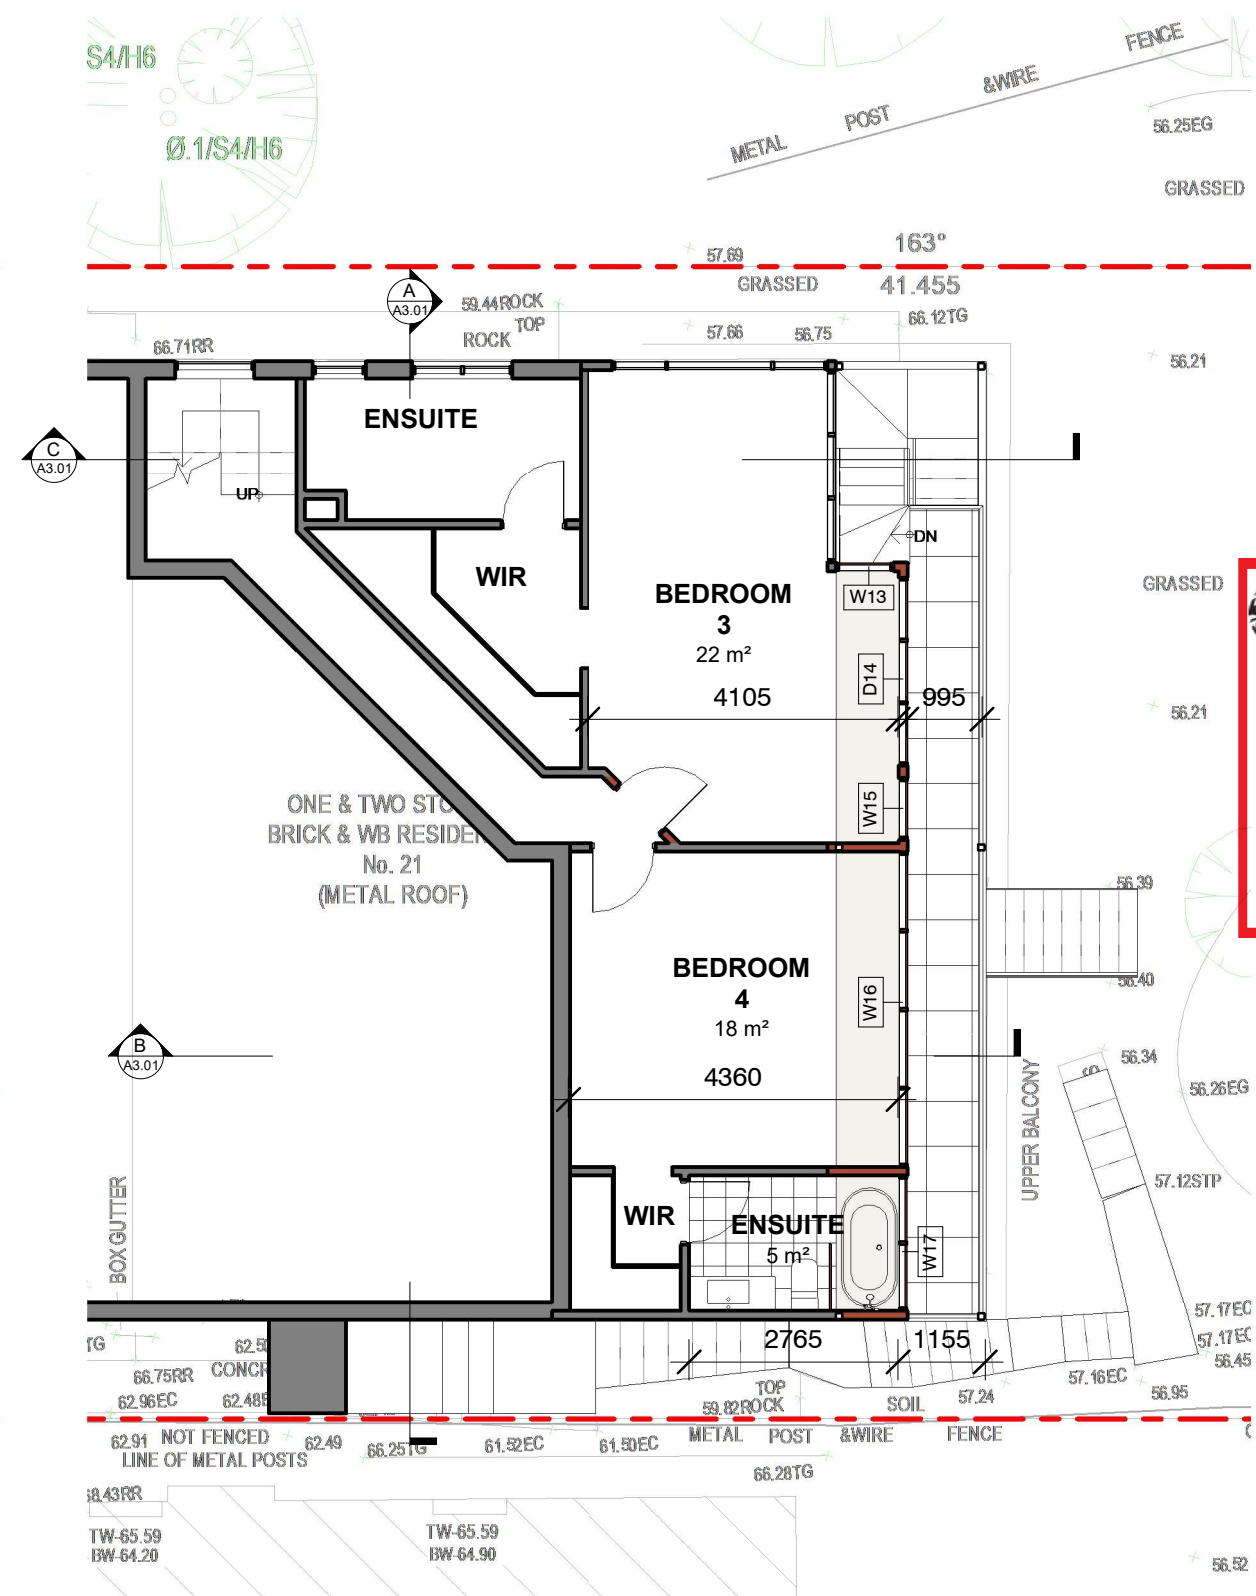 S4/H6
Ø.1/S4/H6
METAL POST &WIRE FENCE
56.25EG
GRASSED
57.69
163°
GRASSED
41.455
A
A3.01
59.44ROCK
TOP
ROCK
57.66
56.75
66.12TG
66.71RR
56.21
ENSUITE
C
A3.01
UP
DN
WIR
BEDROOM
3
22 m²
W13
GRASSED
D14
4105
995
56.21
W15
ONE & TWO STO
BRICK & WB RESIDEN
No. 21
(METAL ROOF)
56.39
BEDROOM
4
18 m²
W16
56.40
B
A3.01
4360
56.34
S
56.26EG
UPPER BALCONY
57.12STP
BOX GUTTER
WIR
ENSUITE
5 m²
W17
57.17EC
57.17EC
56.45
TG
62.50
2765
1155
66.75RR
CONCR
57.16EC
56.95
62.96EC
62.48E
TOP
59.82ROCK
SOIL
57.24
62.91
NOT FENCED
62.49
66.25TG
61.52EC
61.50EC
METAL POST &WIRE FENCE
LINE OF METAL POSTS
66.28TG
68.43RR
TW-65.59
BW-64.20
TW-65.59
BW-64.90
56.52